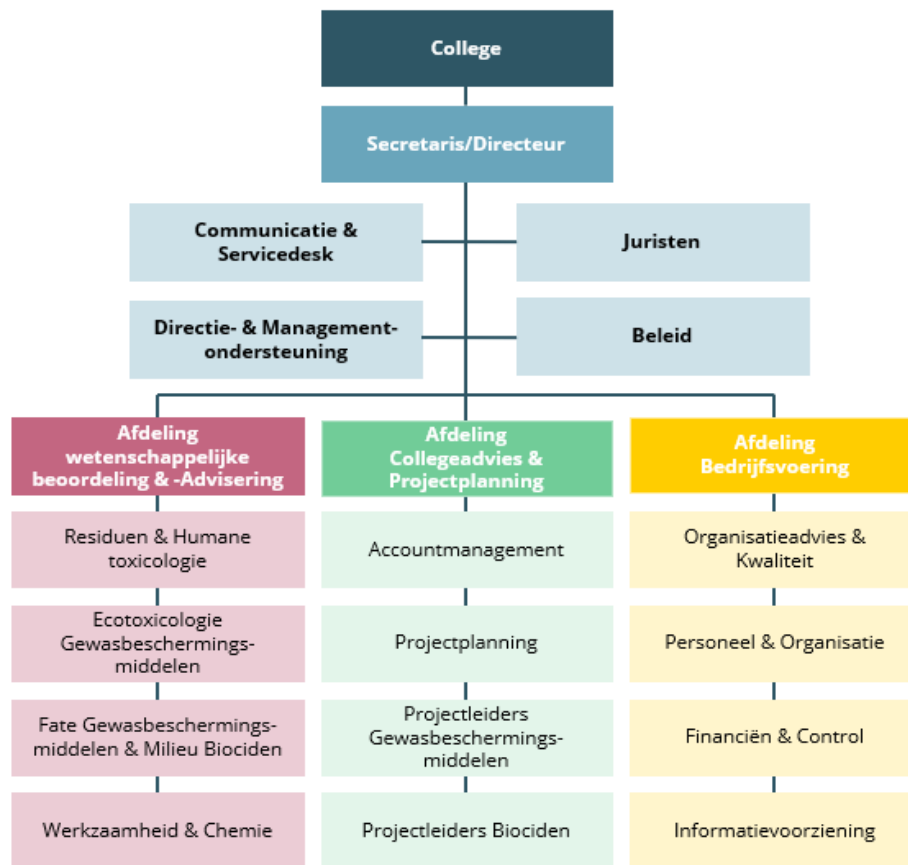 College
Secretaris/Directeur
Communicatie &
Servicedesk
Juristen
Directie- & Management-
ondersteuning
Beleid
Afdeling
wetenschappelijke
beoordeling & -Advisering
Afdeling
Collegeadvies &
Projectplanning
Afdeling
Bedrijfsvoering
Residuen & Humane
toxicologie
Accountmanagement
Organisatieadvies &
Kwaliteit
Ecotoxicologie
Gewasbeschermings-
middelen
Projectplanning
Personeel & Organisatie
Fate Gewasbeschermings-
middelen & Milieu Biociden
Projectleiders
Gewasbeschermings-
middelen
Financiën & Control
Werkzaamheid & Chemie
Projectleiders Biociden
Informatievoorziening